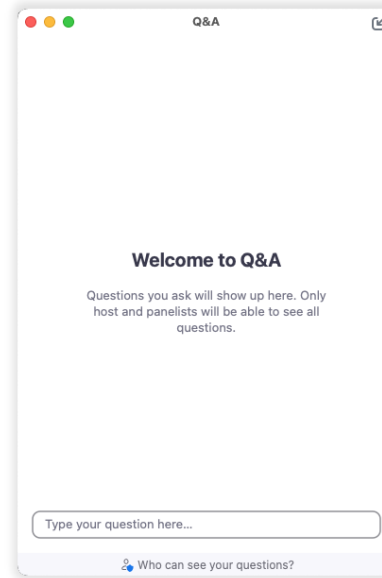 Q&A
Welcome to Q&A
Questions you ask will show up here. Only
host and panelists will be able to see all
questions.
Type your question here...
Who can see your questions?